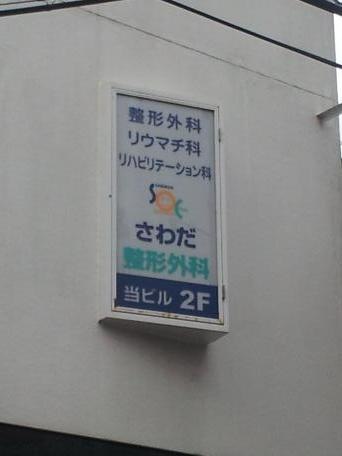 整形外科
リウマチ科
リハビリテーション科
さわだ
整形外科
当ビル 2F